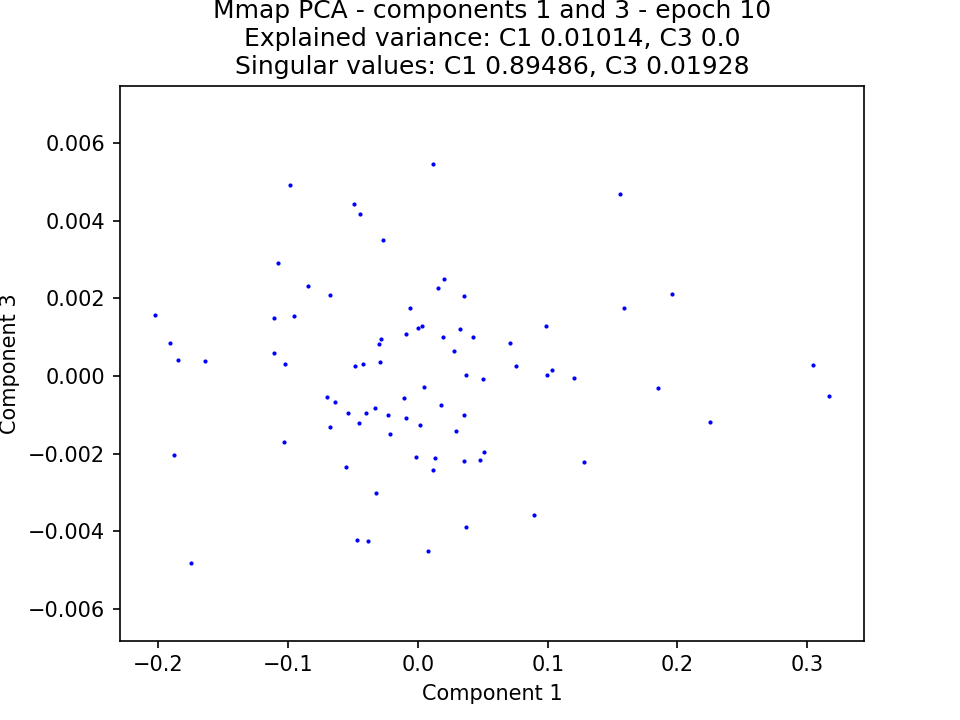 Mmap PCA - components 1 and 3 - epoch 10
Explained variance: C1 0.01014, C3 0.0
Singular values: C1 0.89486, C3 0.01928
0.006
0.004
0.002
0.000
−0.002
−0.004
−0.006
Component 3
−0.2
−0.1
0.0
0.1
0.2
0.3
Component 1